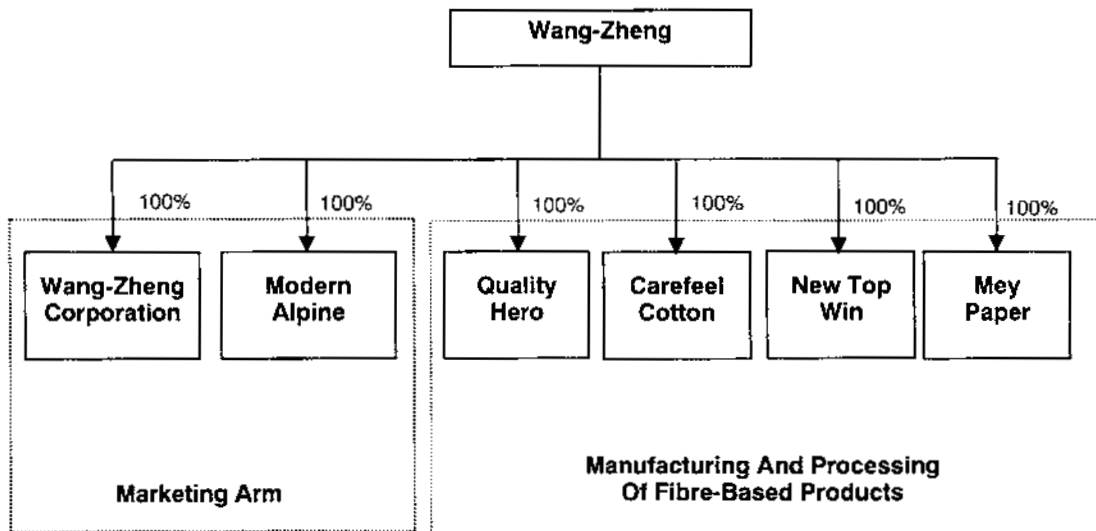 Wang-Zheng
100% 100% 100% 100% 100% 100%
Wang-Zheng
Corporation
Modern
Alpine
Quality
Hero
Carefeel
Cotton
New Top
Win
Mey
Paper
Marketing Arm
Manufacturing And Processing
Of Fibre-Based Products